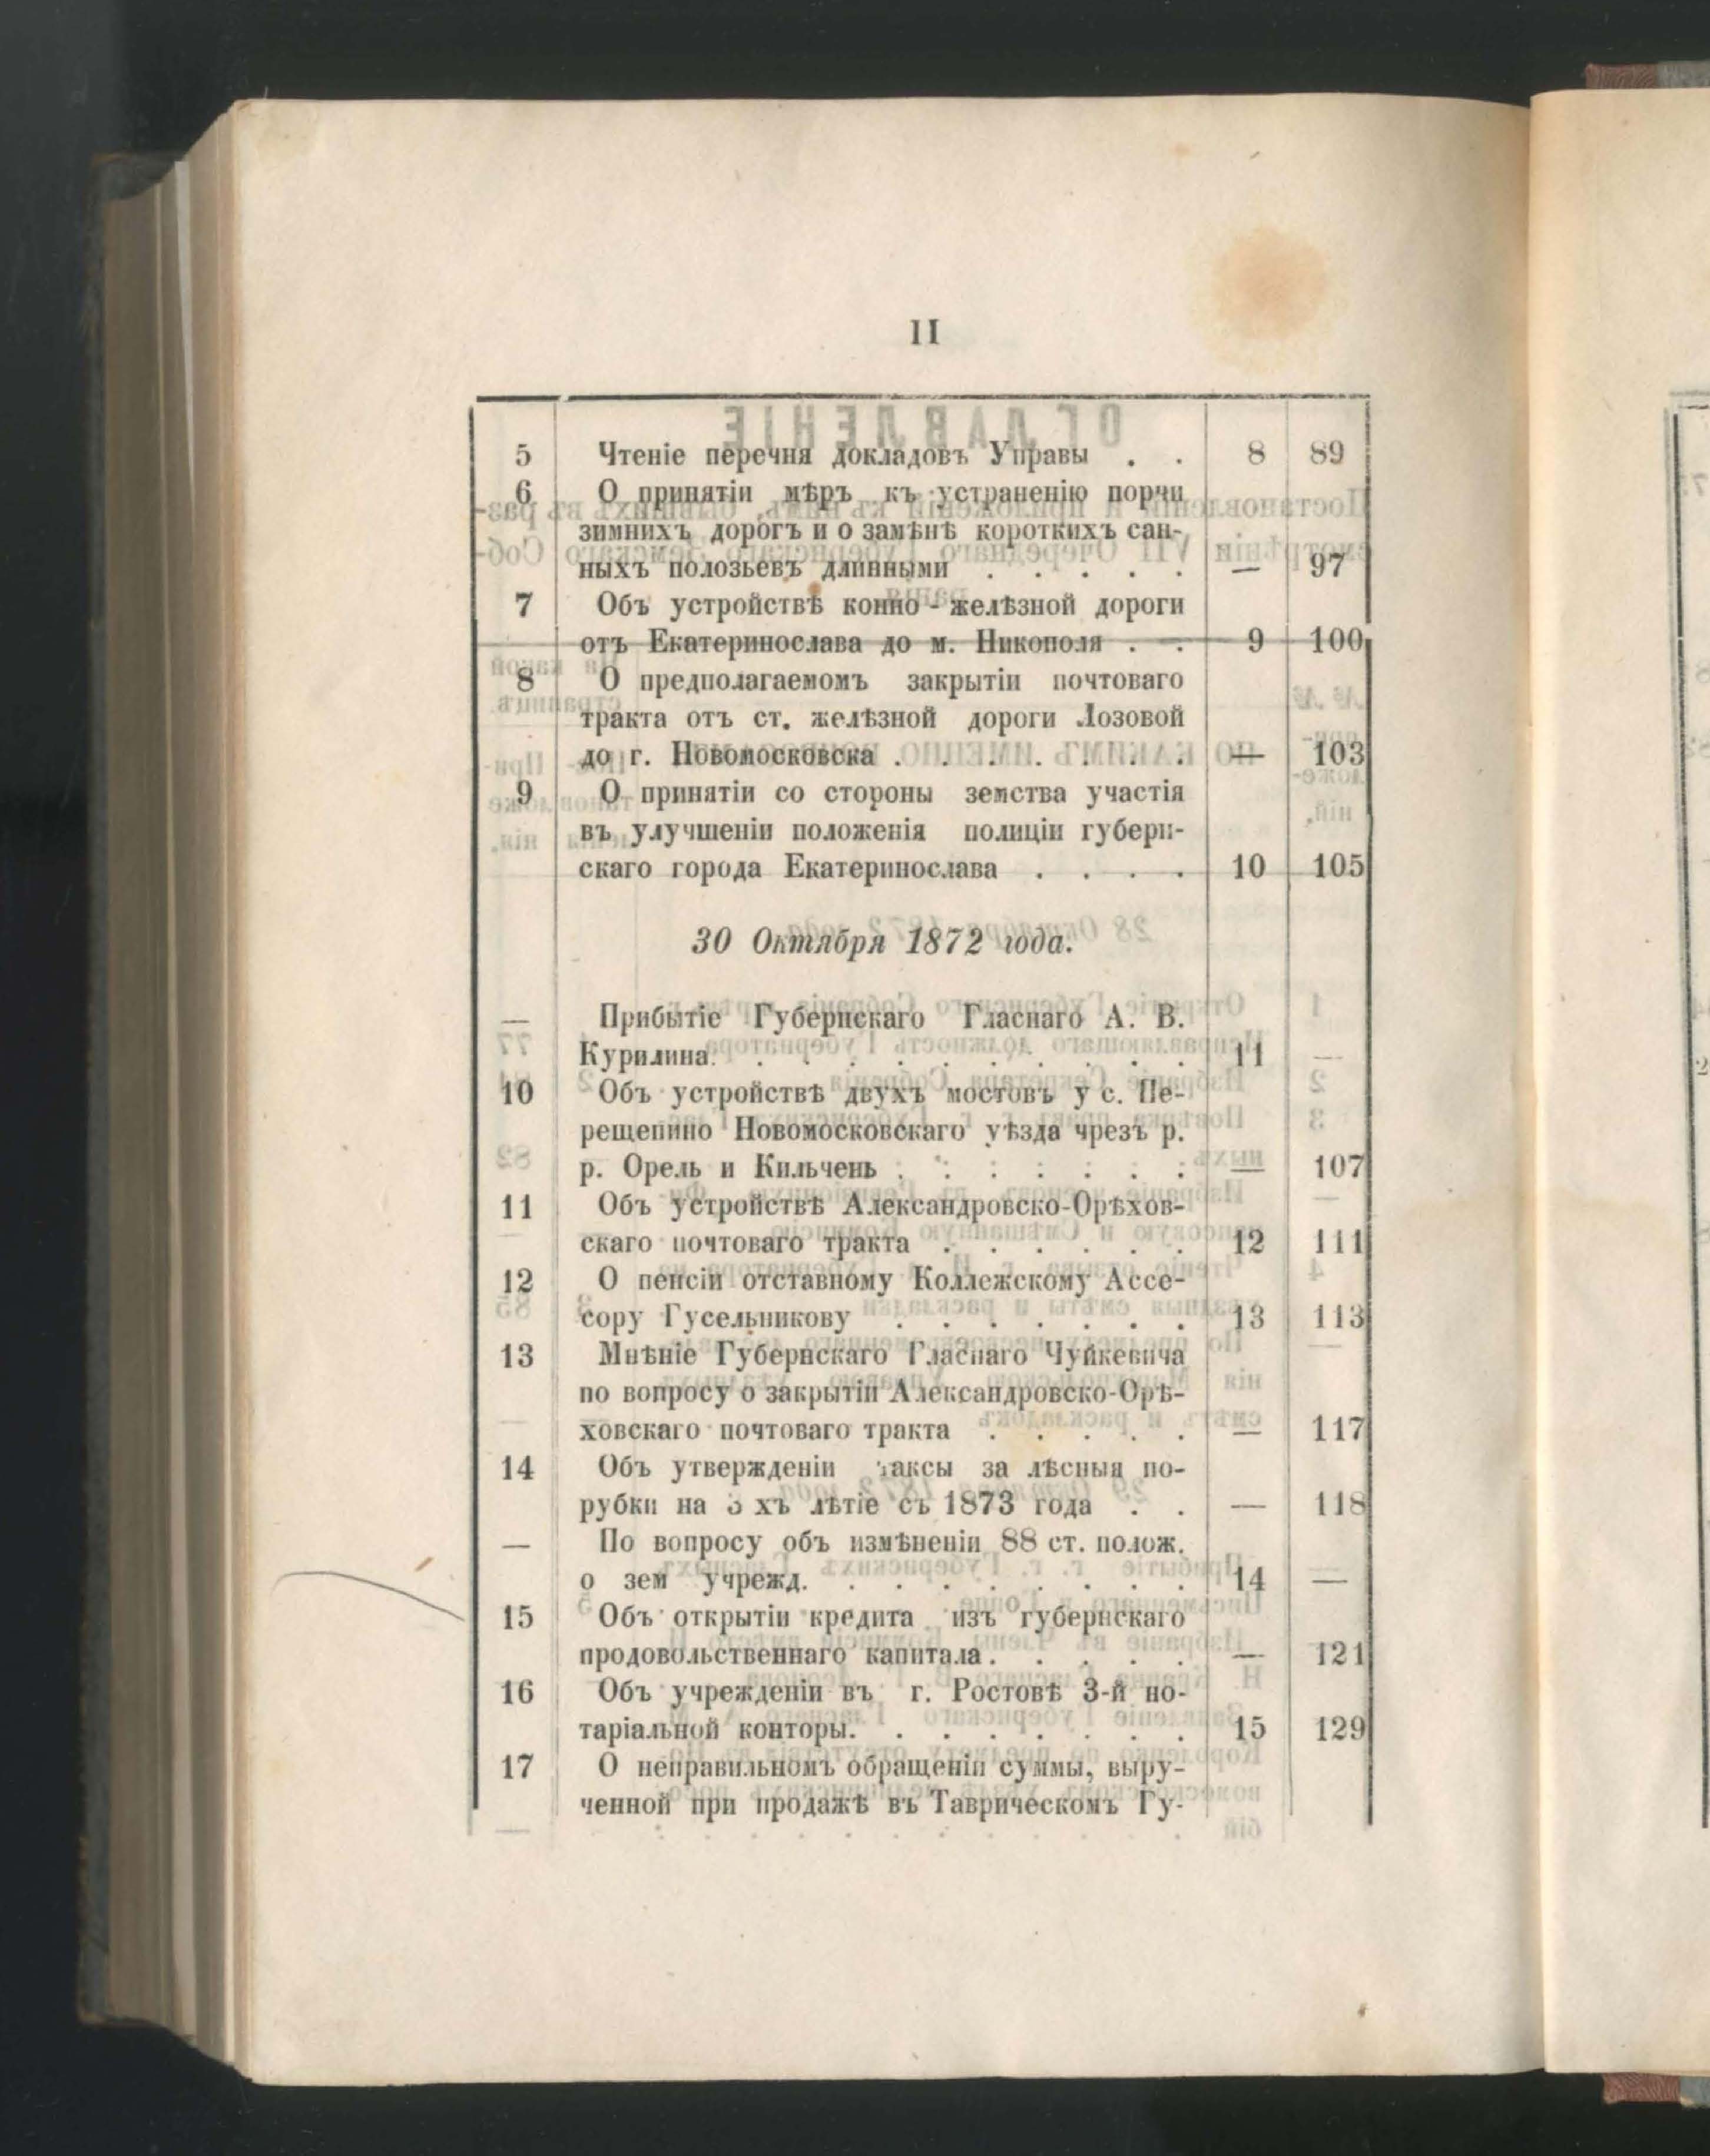 II
5 Чтеніе перечня докладовъ Управы . . 8 89
6 О принятіи мѣръ къ устраненію порчи
зимнихъ дорогъ и о замѣнѣ короткихъ сан-
ныхъ полозьевъ длинными . . . . . — 97
7 Объ устройствѣ конно-желѣзной дороги
отъ Екатеринослава до м. Никополя . . 9 100
8 О предполагаемомъ закрытіи почтоваго
тракта отъ ст. желѣзной дороги Лозовой
до г. Новомосковска . . . . . . . — 103
9 О принятіи со стороны земства участія
въ улучшеніи положенія полиціи губерн-
скаго города Екатеринослава . . . . 10 105
30 Октября 1872 года.
— Прибытіе Губернскаго Гласнаго А. В.
Курилина. . . . . . . . . . . 11 —
10 Объ устройствѣ двухъ мостовъ у с. Пе-
рещепино Новомосковскаго уѣзда чрезъ р.
р. Орель и Кильчень . . . . . . . — 107
11 Объ устройствѣ Александровско-Орѣхов-
скаго почтоваго тракта . . . . . . 12 111
12 О пенсіи отставному Коллежскому Ассе-
сору Гусельникову . . . . . . . 13 113
13 Мнѣніе Губернскаго Гласнаго Чуйкевича
по вопросу о закрытіи Александровско-Орѣ-
ховскаго почтоваго тракта . . . . . — 117
14 Объ утвержденіи таксы за лѣсныя по-
рубки на 3 хъ лѣтіе съ 1873 года . . — 118
— По вопросу объ измѣненіи 88 ст. полож.
о зем учрежд. . . . . . . . . 14 —
15 Объ открытіи кредита изъ губернскаго
продовольственнаго капитала . . . . . — 121
16 Объ учрежденіи въ г. Ростовѣ 3-й но-
таріальной конторы. . . . . . . . 15 129
17 О неправильномъ обращеніи суммы, выру-
ченной при продажѣ въ Таврическомъ Гу-